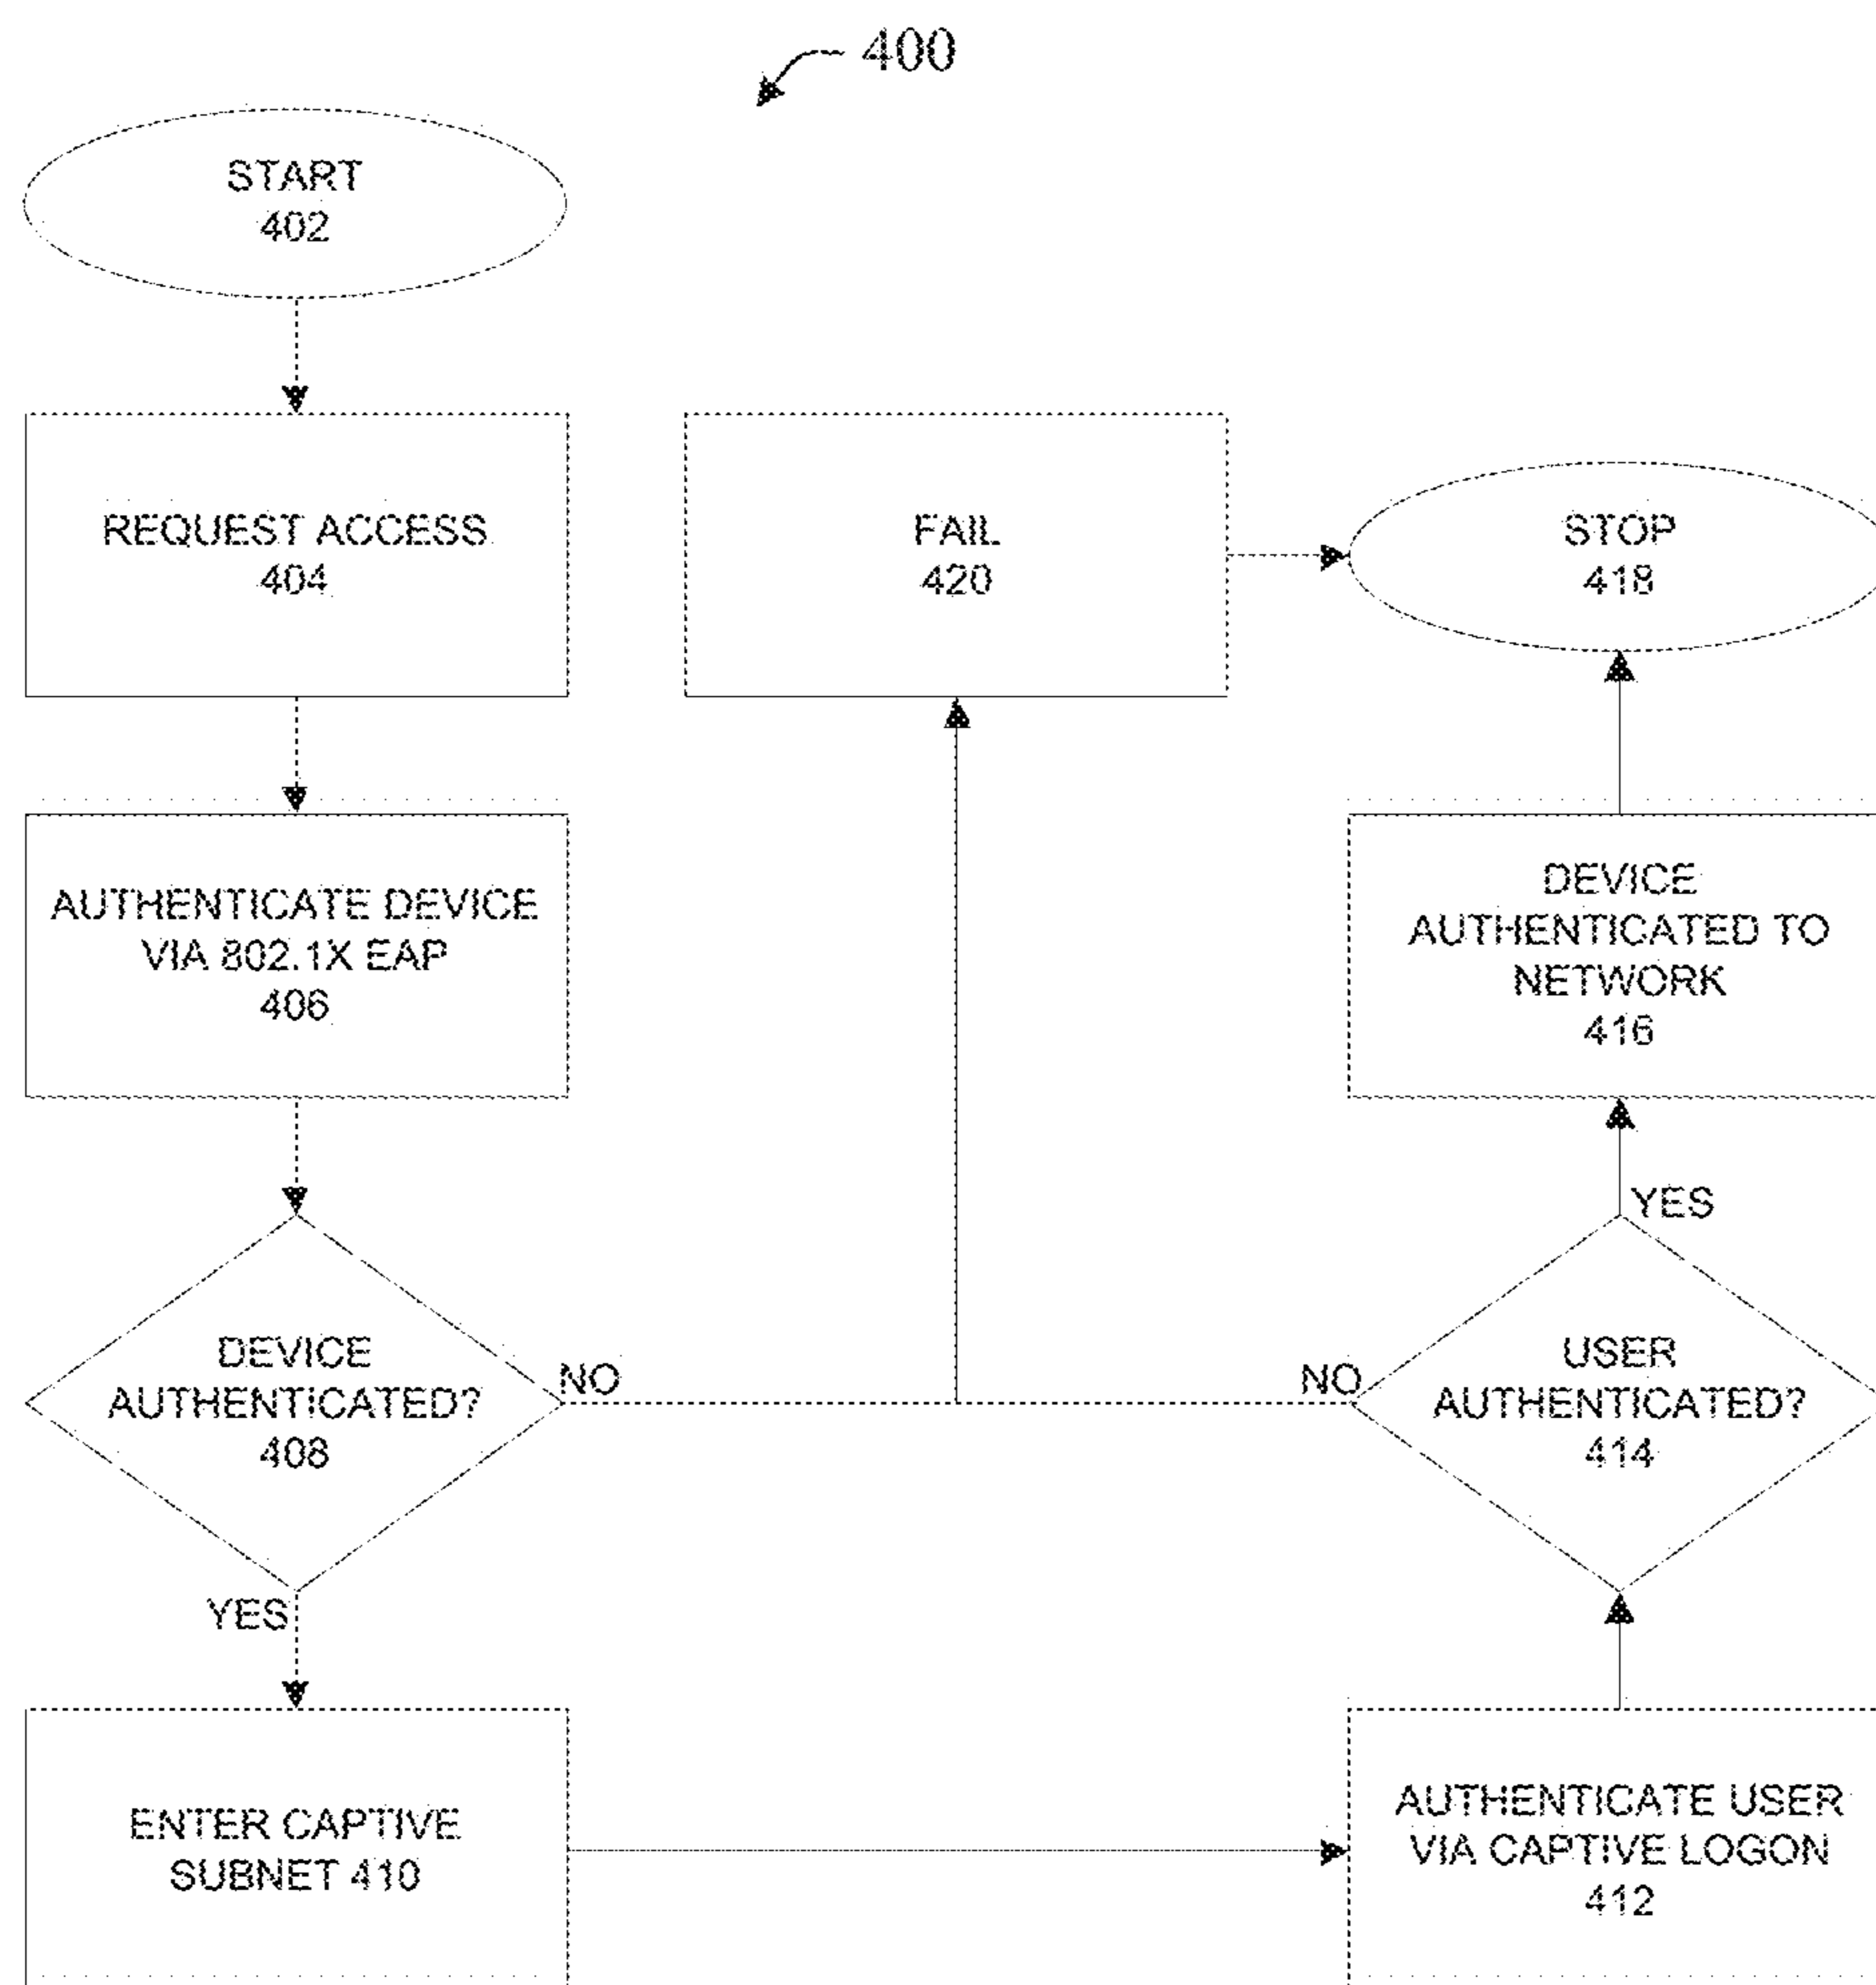 400
START
402
REQUEST ACCESS
404
FAIL
420
STOP
418
AUTHENTICATE DEVICE
VIA 802.1X EAP
406
DEVICE
AUTHENTICATED TO
NETWORK
416
YES
DEVICE
AUTHENTICATED?
408
NO
NO
USER
AUTHENTICATED?
414
YES
ENTER CAPTIVE
SUBNET 410
AUTHENTICATE USER
VIA CAPTIVE LOGON
412